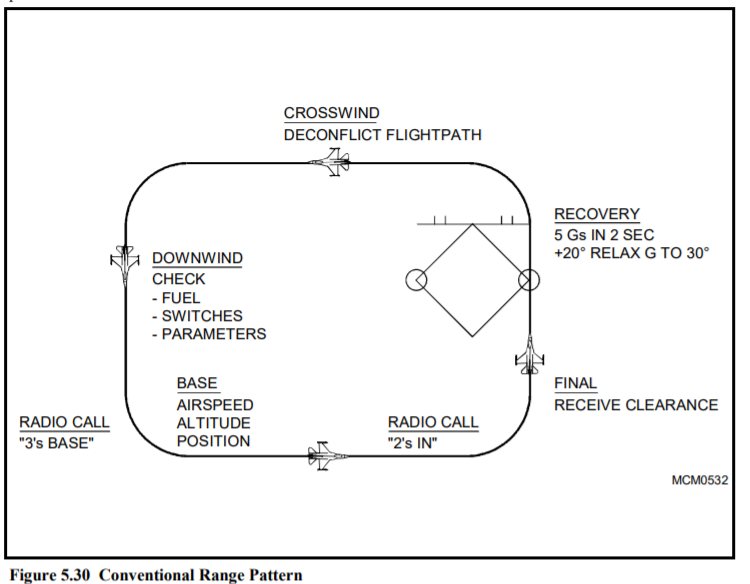 CROSSWIND
DECONFLICT FLIGHTPATH
RECOVERY
5 Gs IN 2 SEC
+20° RELAX G TO 30°
DOWNWIND
CHECK
- FUEL
- SWITCHES
- PARAMETERS
BASE
AIRSPEED
ALTITUDE
POSITION
FINAL
RECEIVE CLEARANCE
RADIO CALL
"3's BASE"
RADIO CALL
"2's IN"
MCM0532
Figure 5.30 Conventional Range Pattern